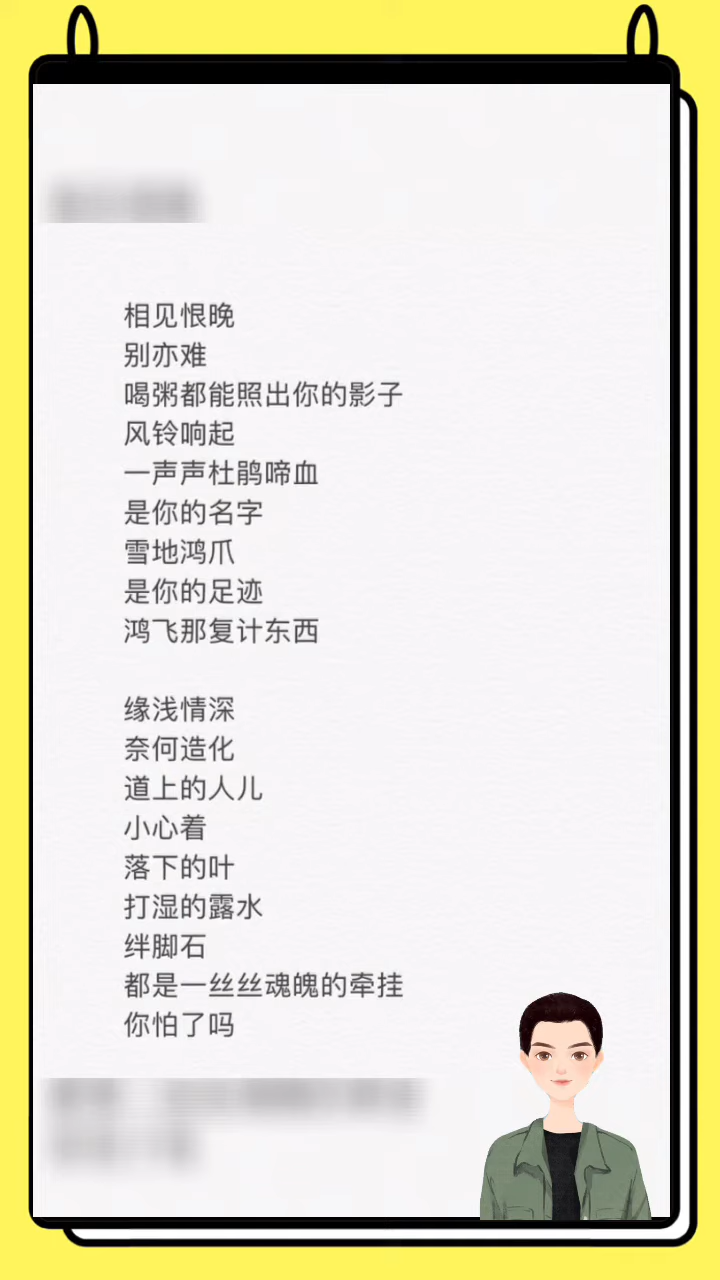 相见恨晚
别亦难
喝粥都能照出你的影子
风铃响起
一声声杜鹃啼血
是你的名字
雪地鸿爪
是你的足迹
鸿飞那复计东西
缘浅情深
奈何造化
道上的人儿
小心着
落下的叶
打湿的露水
绊脚石
都是一丝丝魂魄的牵挂
你怕了吗